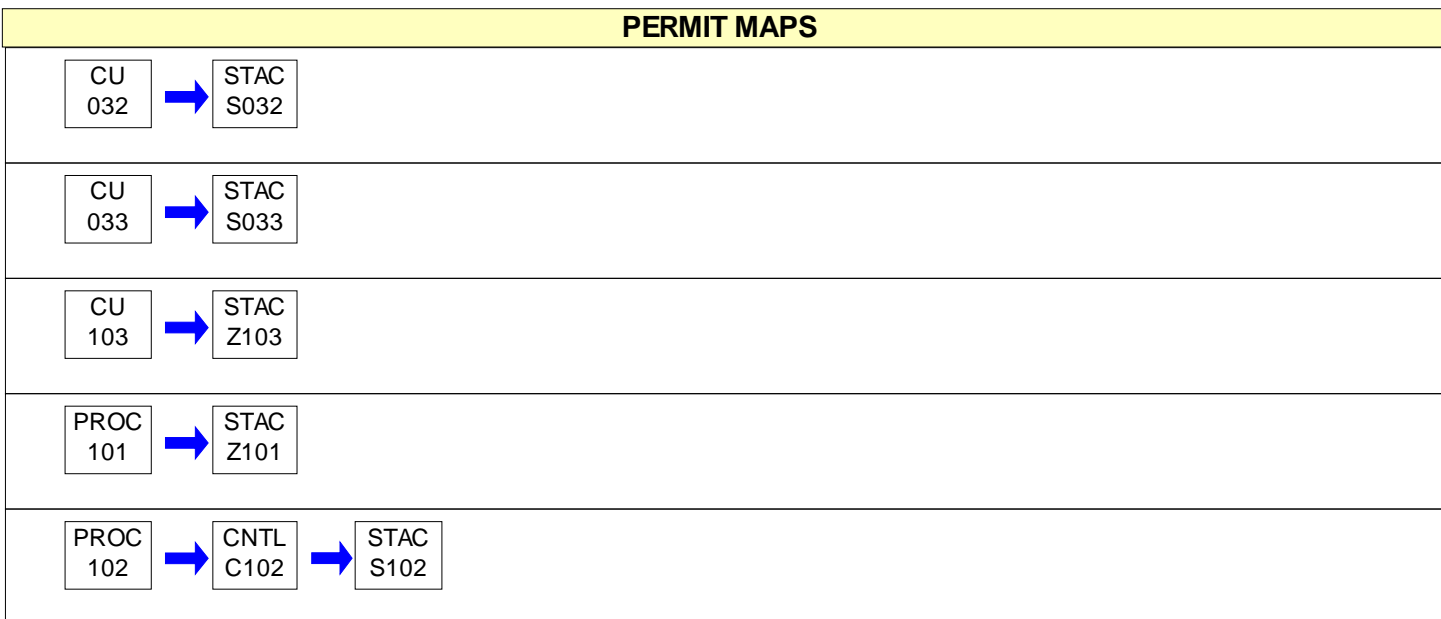 PERMIT MAPS
CU
032
STAC
S032
CU
033
STAC
S033
CU
103
STAC
Z103
PROC
101
STAC
Z101
PROC
102
CNTL
C102
STAC
S102